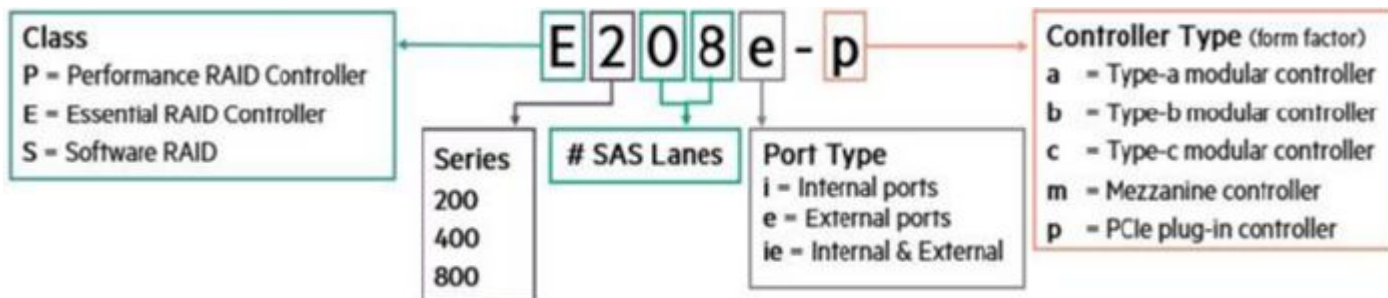 E208e-p
Class
P = Performance RAID Controller
E = Essential RAID Controller
S = Software RAID
Series
200
400
800
# SAS Lanes
Port Type
i = Internal ports
e = External ports
ie = Internal & External
Controller Type (form factor)
a = Type-a modular controller
b = Type-b modular controller
c = Type-c modular controller
m = Mezzanine controller
p = PCIe plug-in controller